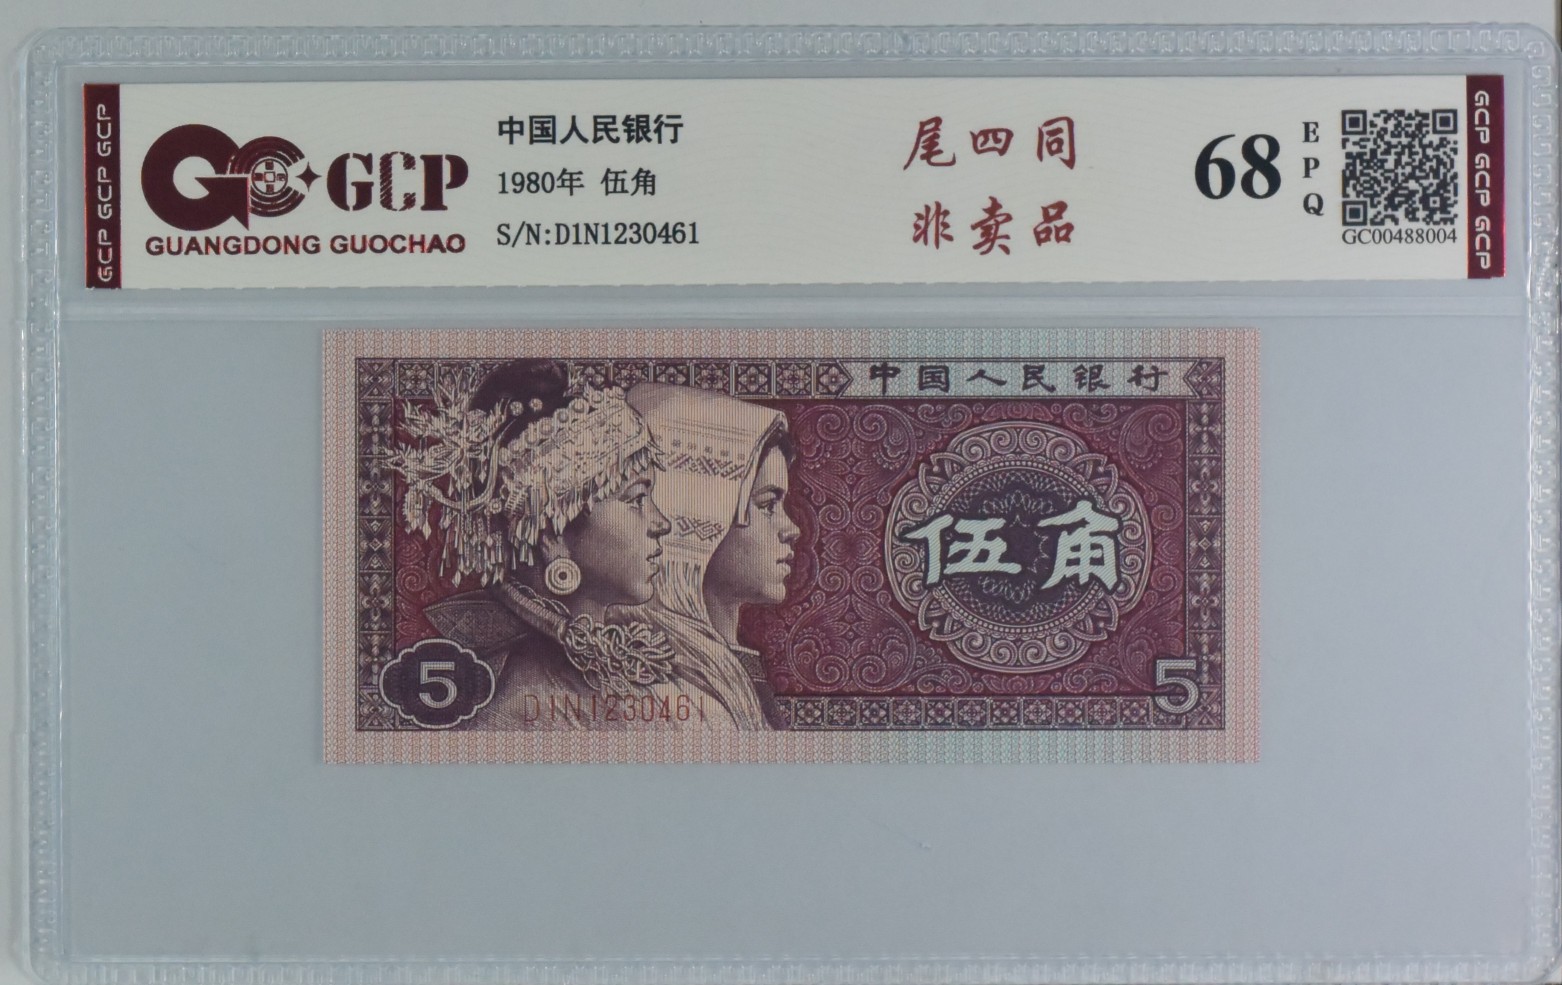 GCP GCP GCP
GCP
GUANGDONG GUOCHAO
中国人民银行
1980年 伍角
S/N:D1N1230461
尾四同
非卖品
68
EPQ
GC00488004
GCP GCP GCP
中国人民银行
伍角
5
D1N1230461
5